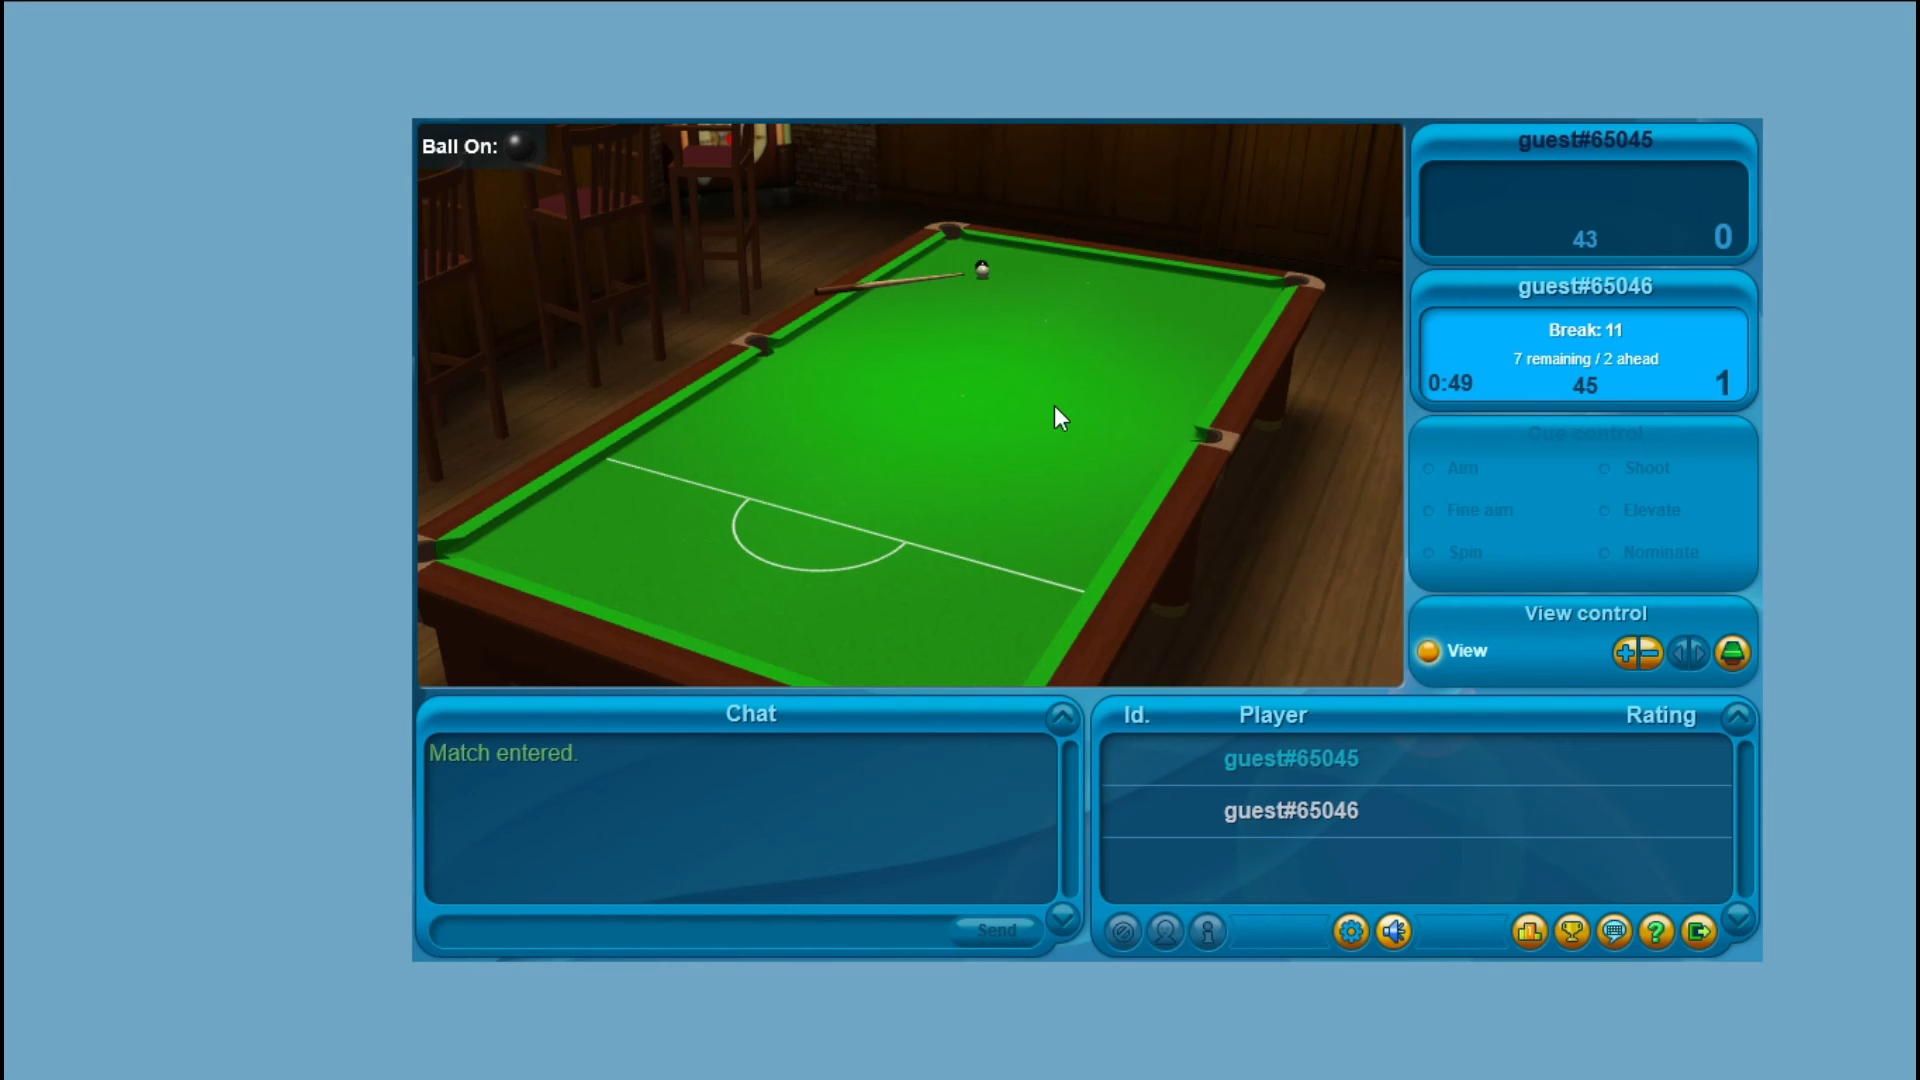 Ball On:
guest#65045
43 0
guest#65046
Break: 11
7 remaining / 2 ahead
0:49 45 1
Cue control
Aim Shoot
Fine aim Elevate
Spin Nominate
View control
View
Chat
Match entered.
Send
Id. Player Rating
guest#65045
guest#65046